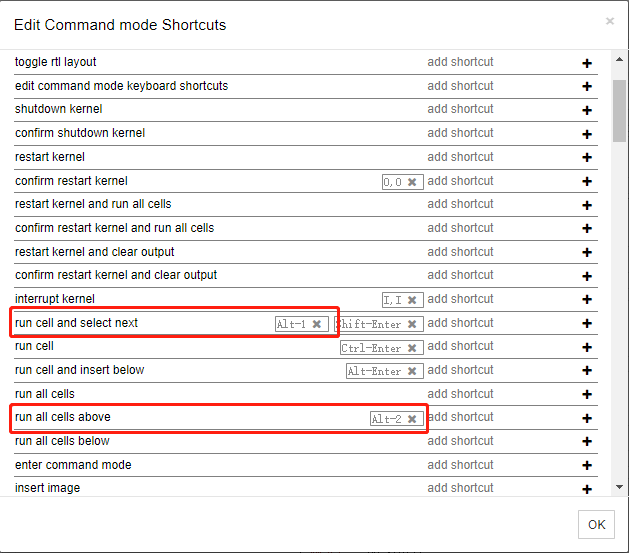 Edit Command mode Shortcuts ×
toggle rtl layout add shortcut +
edit command mode keyboard shortcuts add shortcut +
shutdown kernel add shortcut +
confirm shutdown kernel add shortcut +
restart kernel add shortcut +
confirm restart kernel 0,0 ✖ add shortcut +
restart kernel and run all cells add shortcut +
confirm restart kernel and run all cells add shortcut +
restart kernel and clear output add shortcut +
confirm restart kernel and clear output add shortcut +
interrupt kernel I,I ✖ add shortcut +
run cell and select next Alt-1 ✖ Shift-Enter ✖ add shortcut +
run cell Ctrl-Enter ✖ add shortcut +
run cell and insert below Alt-Enter ✖ add shortcut +
run all cells add shortcut +
run all cells above Alt-2 ✖ add shortcut +
run all cells below add shortcut +
enter command mode add shortcut +
insert image add shortcut +
OK